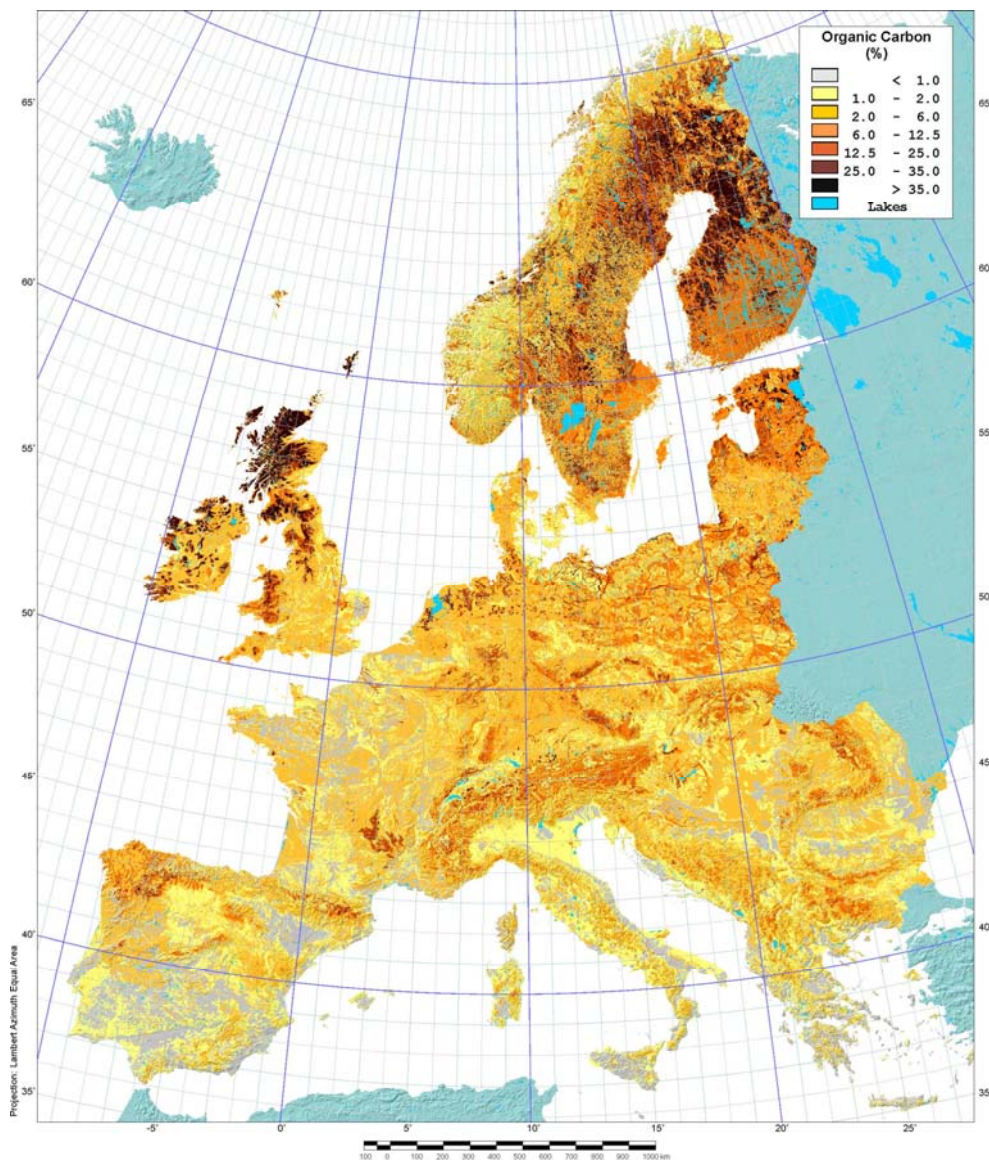 Organic Carbon
(%)
< 1.0
1.0 - 2.0
2.0 - 6.0
6.0 - 12.5
12.5 - 25.0
25.0 - 35.0
> 35.0
Lakes
65'
60'
55'
50'
45'
40'
35'
65
60
55
50
45
40
35
Projection: Lambert Azimuth Equal Area
-5'
0'
5'
10'
15'
20'
25'
100 0 100 200 300 400 500 600 700 800 900 1000 km